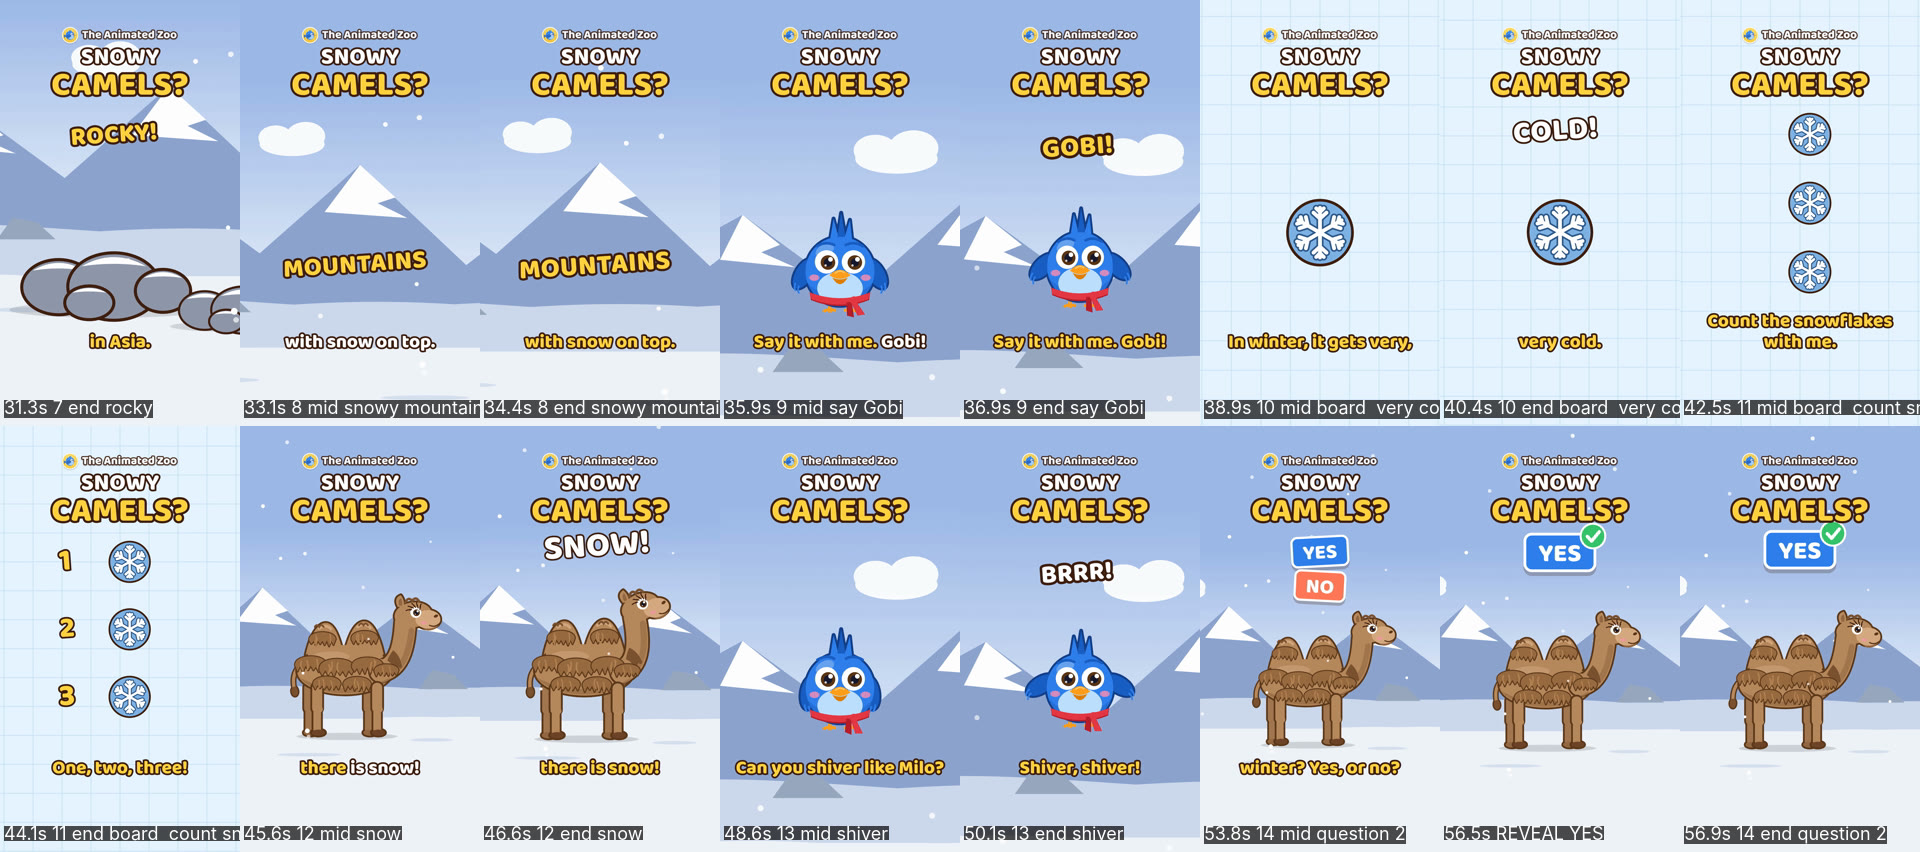 The Animated Zoo
SNOWY
CAMELS?
ROCKY!
in Asia.
31.3s 7 end rocky
The Animated Zoo
SNOWY
CAMELS?
MOUNTAINS
with snow on top.
33.1s 8 mid snowy mountain
The Animated Zoo
SNOWY
CAMELS?
MOUNTAINS
with snow on top.
34.4s 8 end snowy mountai
The Animated Zoo
SNOWY
CAMELS?
Say it with me. Gobi!
35.9s 9 mid say Gobi
The Animated Zoo
SNOWY
CAMELS?
GOBI!
Say it with me. Gobi!
36.9s 9 end say Gobi
The Animated Zoo
SNOWY
CAMELS?
In winter, it gets very,
38.9s 10 mid board very co
The Animated Zoo
SNOWY
CAMELS?
COLD!
very cold.
40.4s 10 end board very co
The Animated Zoo
SNOWY
CAMELS?
Count the snowflakes
with me.
42.5s 11 mid board count sn
The Animated Zoo
SNOWY
CAMELS?
1
2
3
One, two, three!
44.1s 11 end board count sn
The Animated Zoo
SNOWY
CAMELS?
there is snow!
45.6s 12 mid snow
The Animated Zoo
SNOWY
CAMELS?
SNOW!
there is snow!
46.6s 12 end snow
The Animated Zoo
SNOWY
CAMELS?
Can you shiver like Milo?
48.6s 13 mid shiver
The Animated Zoo
SNOWY
CAMELS?
BRRR!
Shiver, shiver!
50.1s 13 end shiver
The Animated Zoo
SNOWY
CAMELS?
YES
NO
winter? Yes, or no?
53.8s 14 mid question 2
The Animated Zoo
SNOWY
CAMELS?
YES
56.5s REVEAL YES
The Animated Zoo
SNOWY
CAMELS?
YES
56.9s 14 end question 2